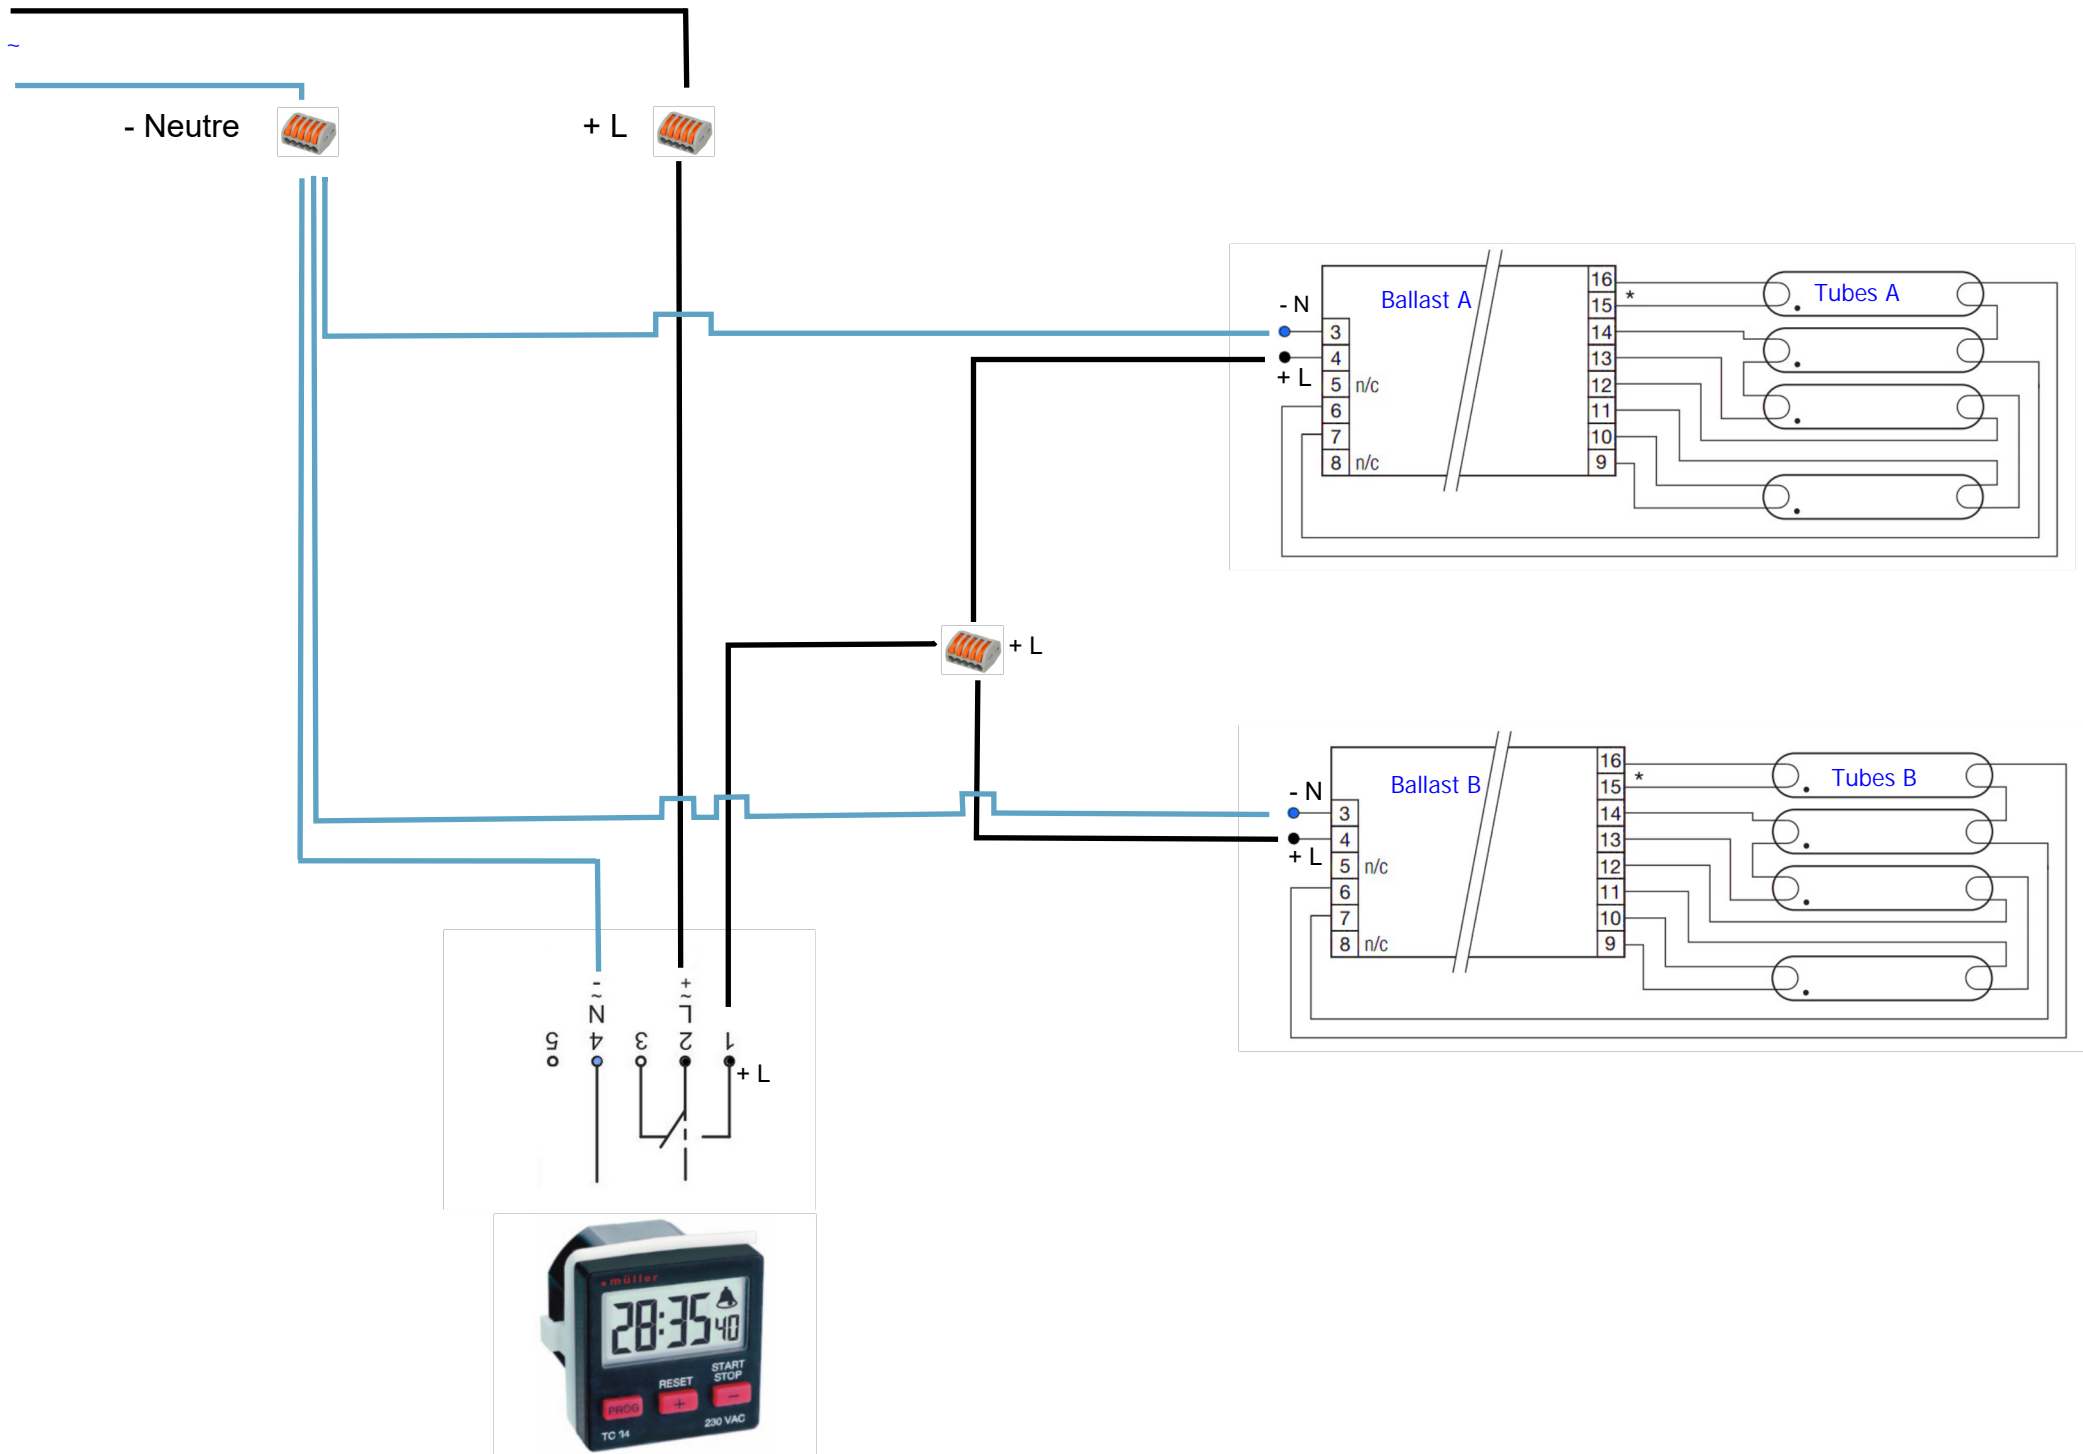 ~
- Neutre
+ L
- N
+ L
Ballast A
3
4
5 n/c
6
7
8 n/c
16
15
14
13
12
11
10
9
*
Tubes A
+ L
- N
+ L
Ballast B
3
4
5 n/c
6
7
8 n/c
16
15
14
13
12
11
10
9
*
Tubes B
- +
~ ~
N L
5 4 3 2 1
+ L
müller
28:35 40
START
RESET STOP
PROG + -
230 VAC
TC 14